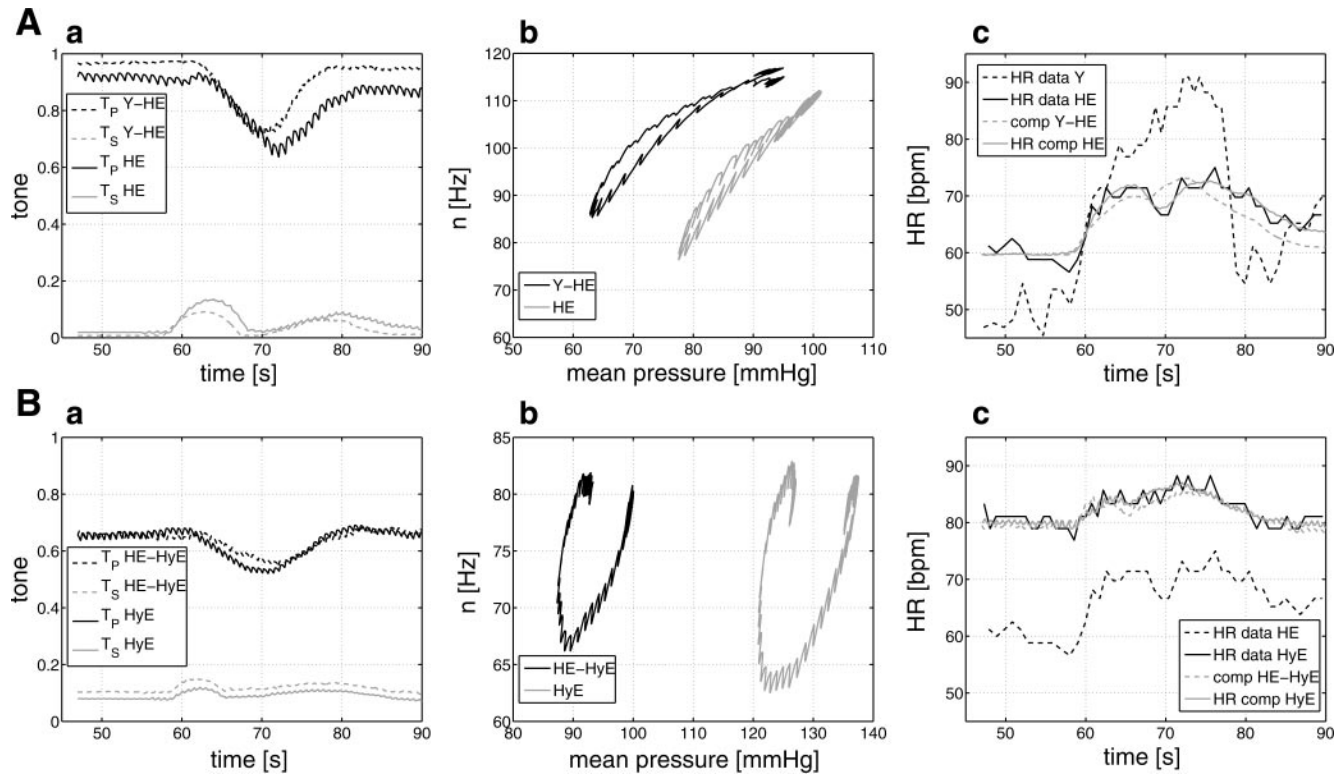 A
a
b
c
1
0.8
0.6
0.4
0.2
0
tone
T_P Y−HE
T_S Y−HE
T_P HE
T_S HE
50 60 70 80 90
time [s]
120
110
100
90
80
70
60
n [Hz]
Y−HE
HE
50 60 70 80 90 100 110
mean pressure [mmHg]
90
80
70
60
50
HR [bpm]
HR data Y
HR data HE
comp Y−HE
HR comp HE
50 60 70 80 90
time [s]
B
a
b
c
1
0.8
0.6
0.4
0.2
0
tone
T_P HE−HyE
T_S HE−HyE
T_P HyE
T_S HyE
50 60 70 80 90
time [s]
85
80
75
70
65
60
n [Hz]
HE−HyE
HyE
80 90 100 110 120 130 140
mean pressure [mmHg]
90
80
70
60
50
HR [bpm]
HR data HE
HR data HyE
comp HE−HyE
HR comp HyE
50 60 70 80 90
time [s]